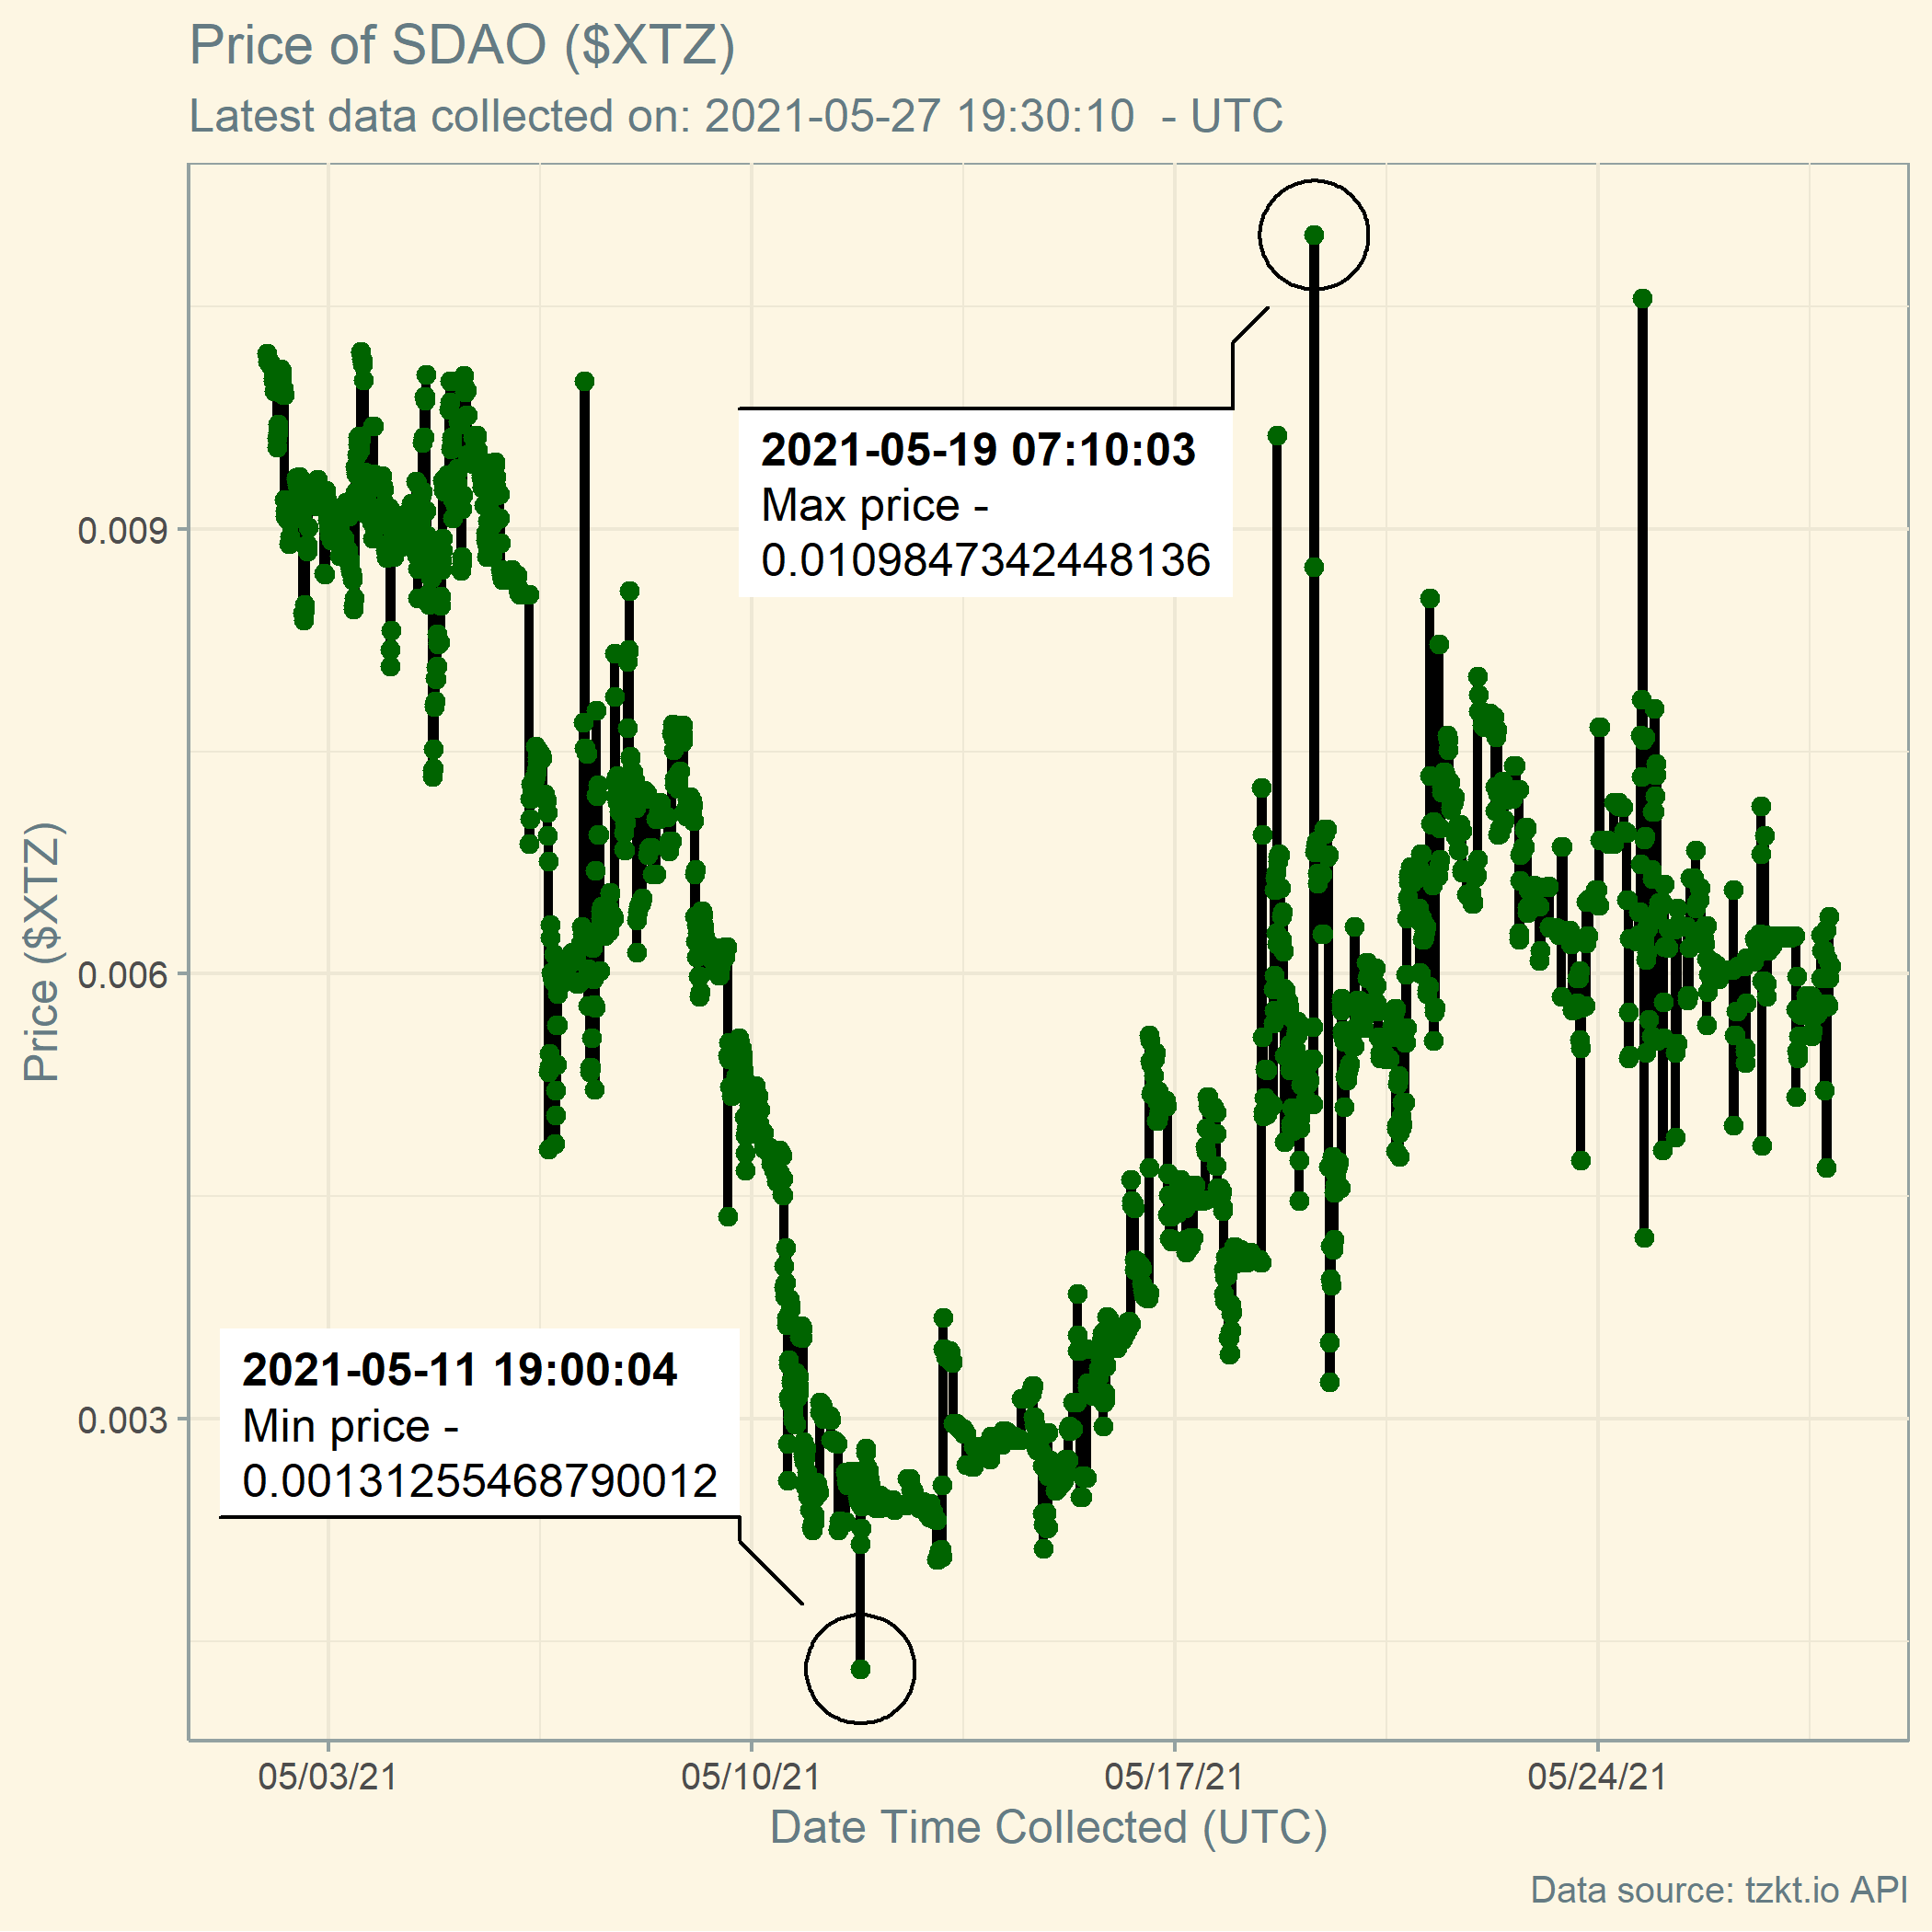 Price of SDAO ($XTZ)
Latest data collected on: 2021-05-27 19:30:10  - UTC
2021-05-19 07:10:03
Max price -
0.0109847342448136
0.009
0.006
0.003
Price ($XTZ)
2021-05-11 19:00:04
Min price -
0.00131255468790012
05/03/21
05/10/21
05/17/21
05/24/21
Date Time Collected (UTC)
Data source: tzkt.io API